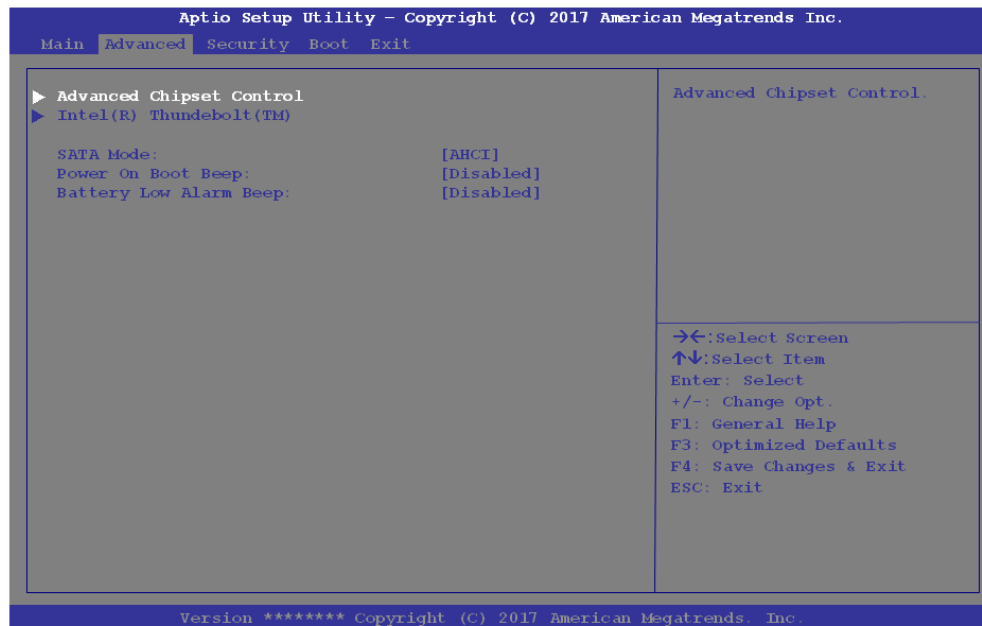 Aptio Setup Utility - Copyright (C) 2017 American Megatrends Inc.
Main Advanced Security Boot Exit
▶ Advanced Chipset Control
▶ Intel(R) Thundebolt(TM)
SATA Mode: [AHCI]
Power On Boot Beep: [Disabled]
Battery Low Alarm Beep: [Disabled]
Advanced Chipset Control.
→←:Select Screen
↑↓:Select Item
Enter: Select
+/-: Change Opt.
F1: General Help
F3: Optimized Defaults
F4: Save Changes & Exit
ESC: Exit
Version ******** Copyright (C) 2017 American Megatrends. Inc.